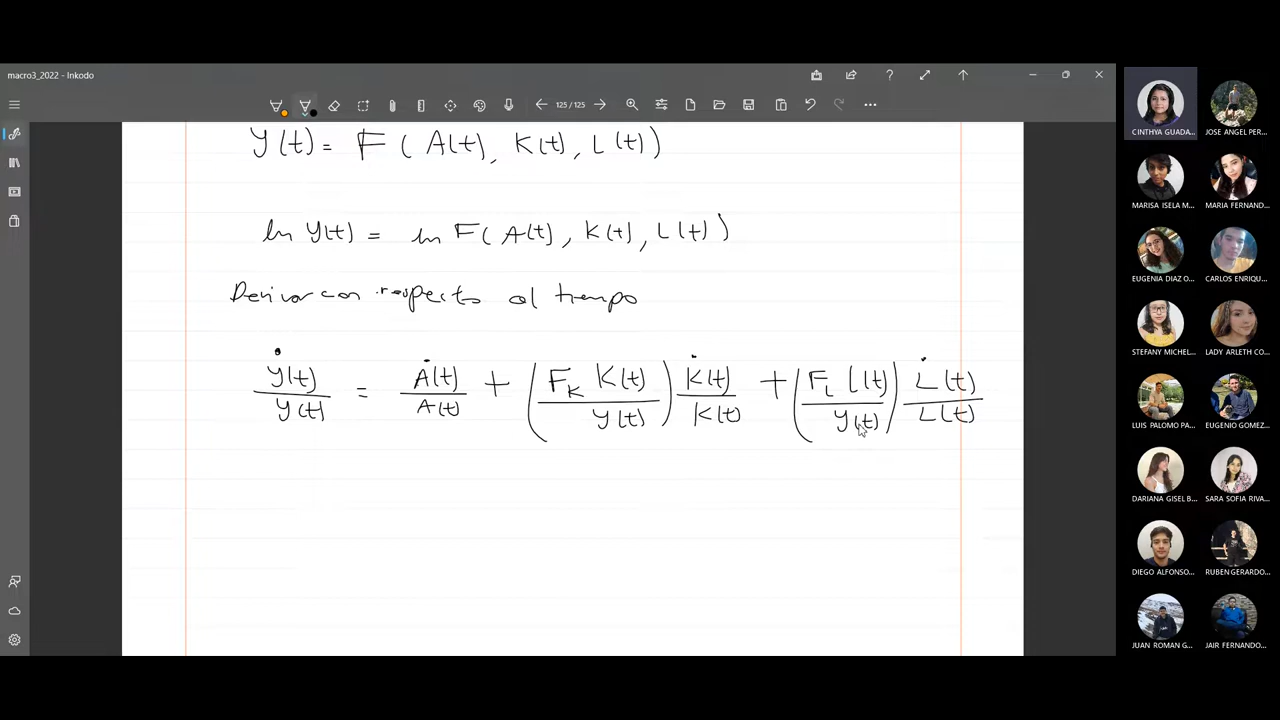 macro3_2022 - Inkodo
125/125
Y(t) = F(A(t), K(t), L(t))
ln Y(t) = ln F(A(t), K(t), L(t))
Derivar con respecto al tiempo
Ẏ(t)/Y(t) = Ȧ(t)/A(t) + (F_K K(t)/Y(t)) K̇(t)/K(t) + (F_L L(t)/Y(t)) L̇(t)/L(t)
CINTHYA GUADA... JOSE ANGEL PER...
MARISA ISELA M... MARIA FERNAND...
EUGENIA DIAZ O... CARLOS ENRIQU...
STEFANY MICHEL... LADY ARLETH CO...
LUIS PALOMO PA... EUGENIO GOMEZ...
DARIANA GISEL B... SARA SOFIA RIVA...
DIEGO ALFONSO... RUBEN GERARDO...
JUAN ROMAN G... JAIR FERNANDO...